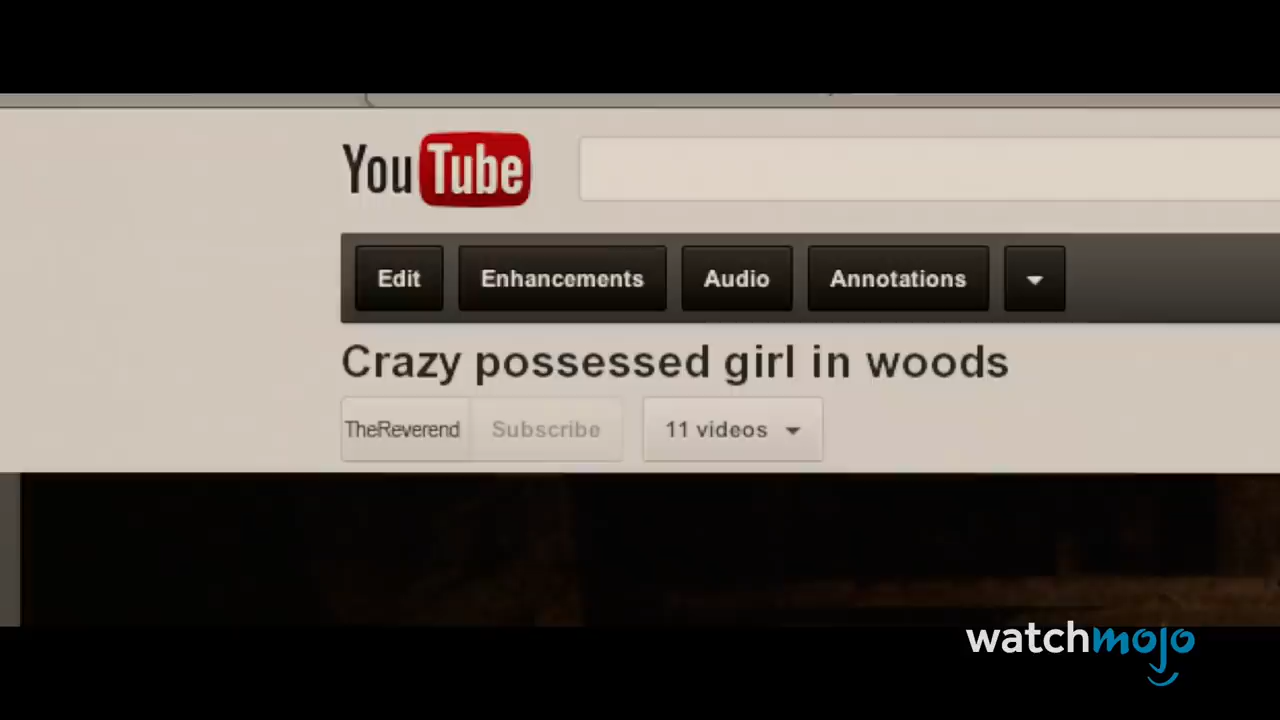 YouTube
Edit Enhancements Audio Annotations
Crazy possessed girl in woods
TheReverend Subscribe 11 videos
watchmojo